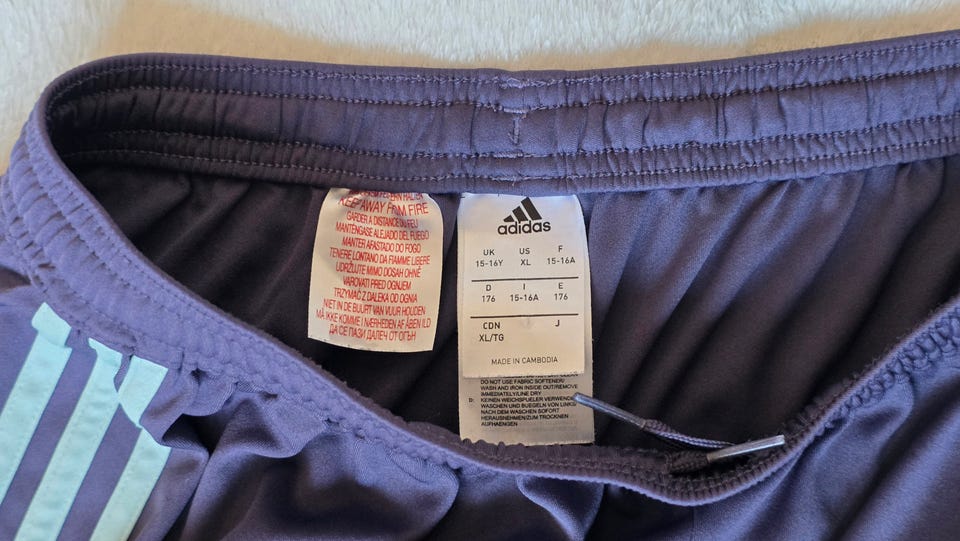 KEEP AWAY FROM FIRE
GARDER A DISTANCE DU FEU
MANTENGASE ALEJADO DEL FUEGO
MANTER AFASTADO DO FOGO
TENERE LONTANO DA FIAMME LIBERE
UDRŽUJTE MIMO DOSAH OHNĚ
VAROVATI PRED OGNJEM
TRZYMAĆ Z DALEKA OD OGNIA
NIET IN DE BUURT VAN VUUR HOUDEN
MÅ IKKE KOMME I NÆRHEDEN AF ÅBEN ILD
ДА СЕ ПАЗИ ДАЛЕЧ ОТ ОГЪН
adidas
UK US F
15-16Y XL 15-16A
D I E
176 15-16A 176
CDN J
XL/TG
MADE IN CAMBODIA
DO NOT USE FABRIC SOFTENER/
WASH AND IRON INSIDE OUT/REMOVE
IMMEDIATELY/LINE DRY
D: KEINEN WEICHSPUELER VERWENDEN
WASCHEN UND BUEGELN VON LINKS/
NACH DEM WASCHEN SOFORT
HERAUSNEHMEN/ZUM TROCKNEN
AUFHAENGEN